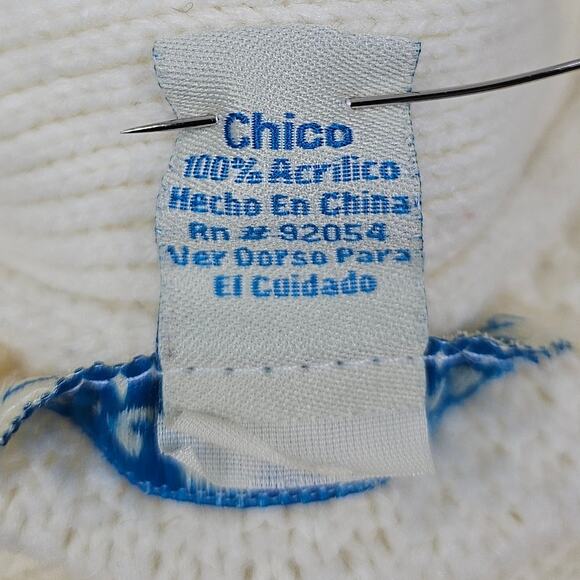 Chico
100% Acrilico
Hecho En China
Rn # 92054
Ver Dorso Para
El Cuidado